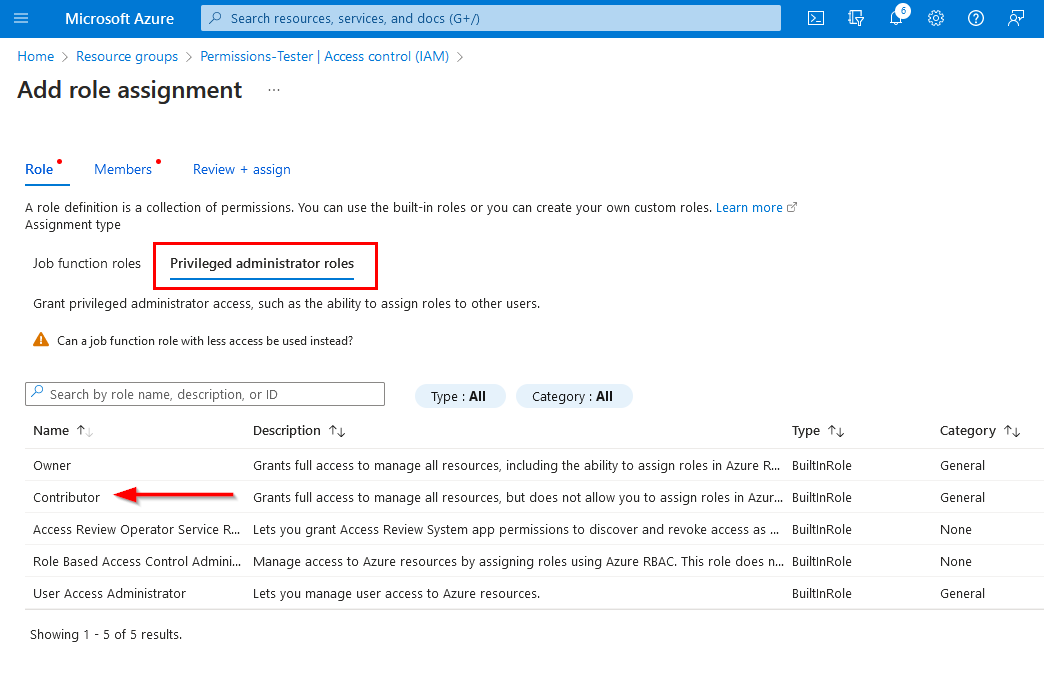 Microsoft Azure
Search resources, services, and docs (G+/)
6
Home > Resource groups > Permissions-Tester | Access control (IAM) >
Add role assignment ...
Role Members Review + assign
A role definition is a collection of permissions. You can use the built-in roles or you can create your own custom roles. Learn more
Assignment type
Job function roles Privileged administrator roles
Grant privileged administrator access, such as the ability to assign roles to other users.
Can a job function role with less access be used instead?
Search by role name, description, or ID Type : All Category : All
Name ↑↓ Description ↑↓ Type ↑↓ Category ↑↓
Owner Grants full access to manage all resources, including the ability to assign roles in Azure R... BuiltInRole General
Contributor Grants full access to manage all resources, but does not allow you to assign roles in Azur... BuiltInRole General
Access Review Operator Service R... Lets you grant Access Review System app permissions to discover and revoke access as ... BuiltInRole None
Role Based Access Control Admini... Manage access to Azure resources by assigning roles using Azure RBAC. This role does n... BuiltInRole None
User Access Administrator Lets you manage user access to Azure resources. BuiltInRole General
Showing 1 - 5 of 5 results.